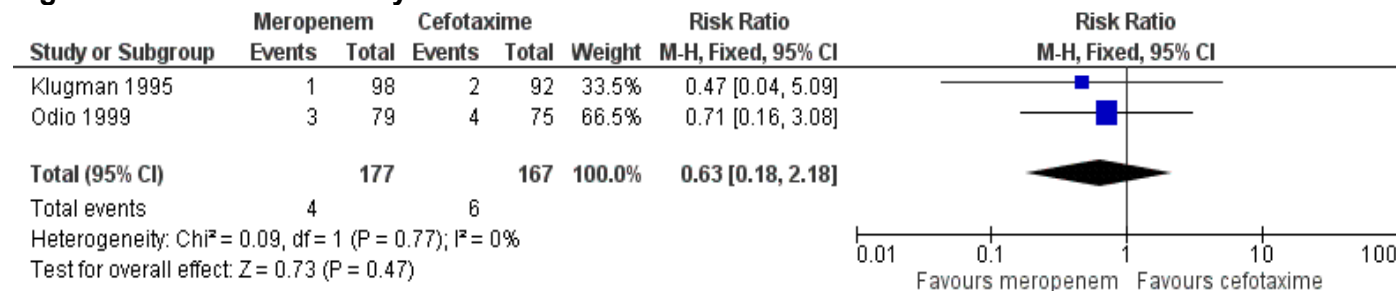 Meropenem Cefotaxime Risk Ratio Risk Ratio
Study or Subgroup Events Total Events Total Weight M-H, Fixed, 95% CI M-H, Fixed, 95% CI
Klugman 1995 1 98 2 92 33.5% 0.47 [0.04, 5.09]
Odio 1999 3 79 4 75 66.5% 0.71 [0.16, 3.08]
Total (95% CI) 177 167 100.0% 0.63 [0.18, 2.18]
Total events 4 6
Heterogeneity: Chi² = 0.09, df = 1 (P = 0.77); I² = 0%
Test for overall effect: Z = 0.73 (P = 0.47)
0.01 0.1 1 10 100
Favours meropenem Favours cefotaxime